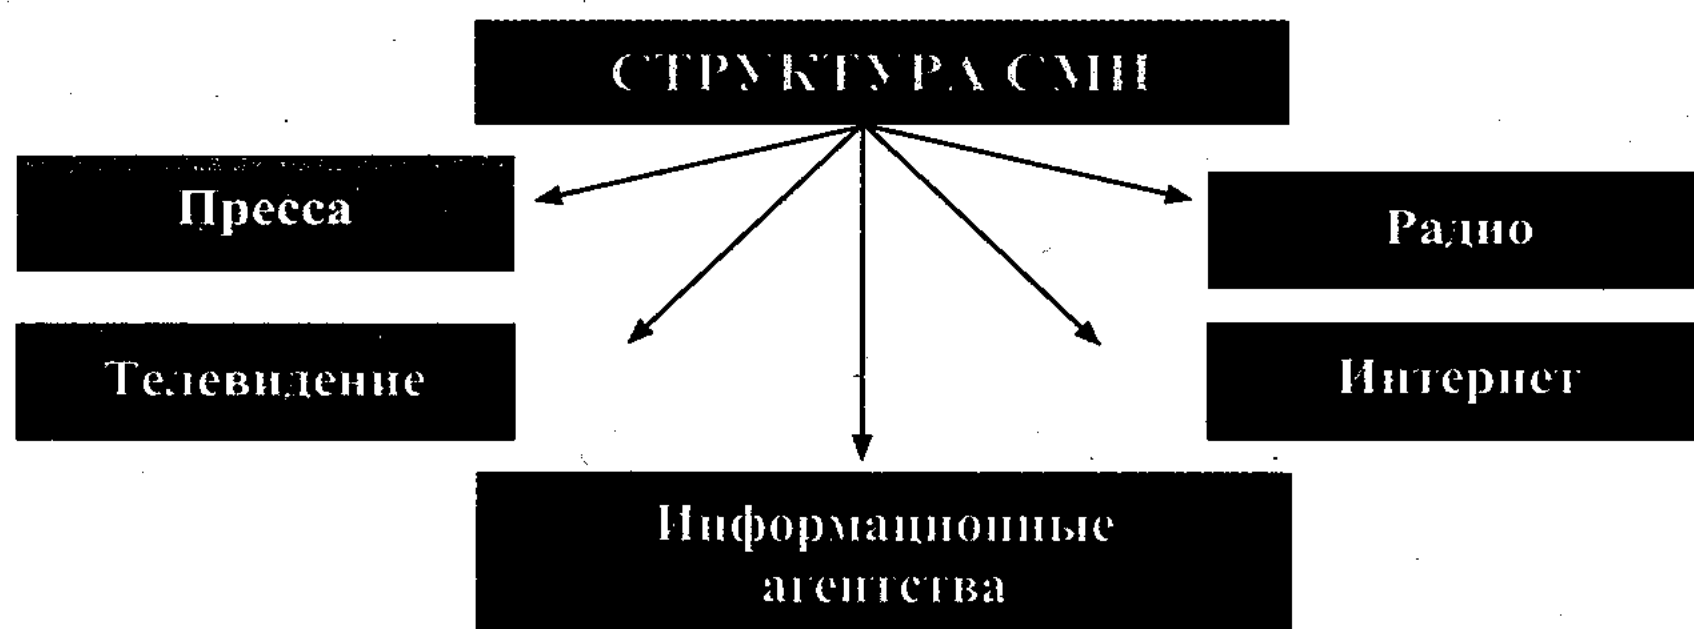 СТРУКТУРА СМИ
Пресса
Радио
Телевидение
Интернет
Информационные
агентства